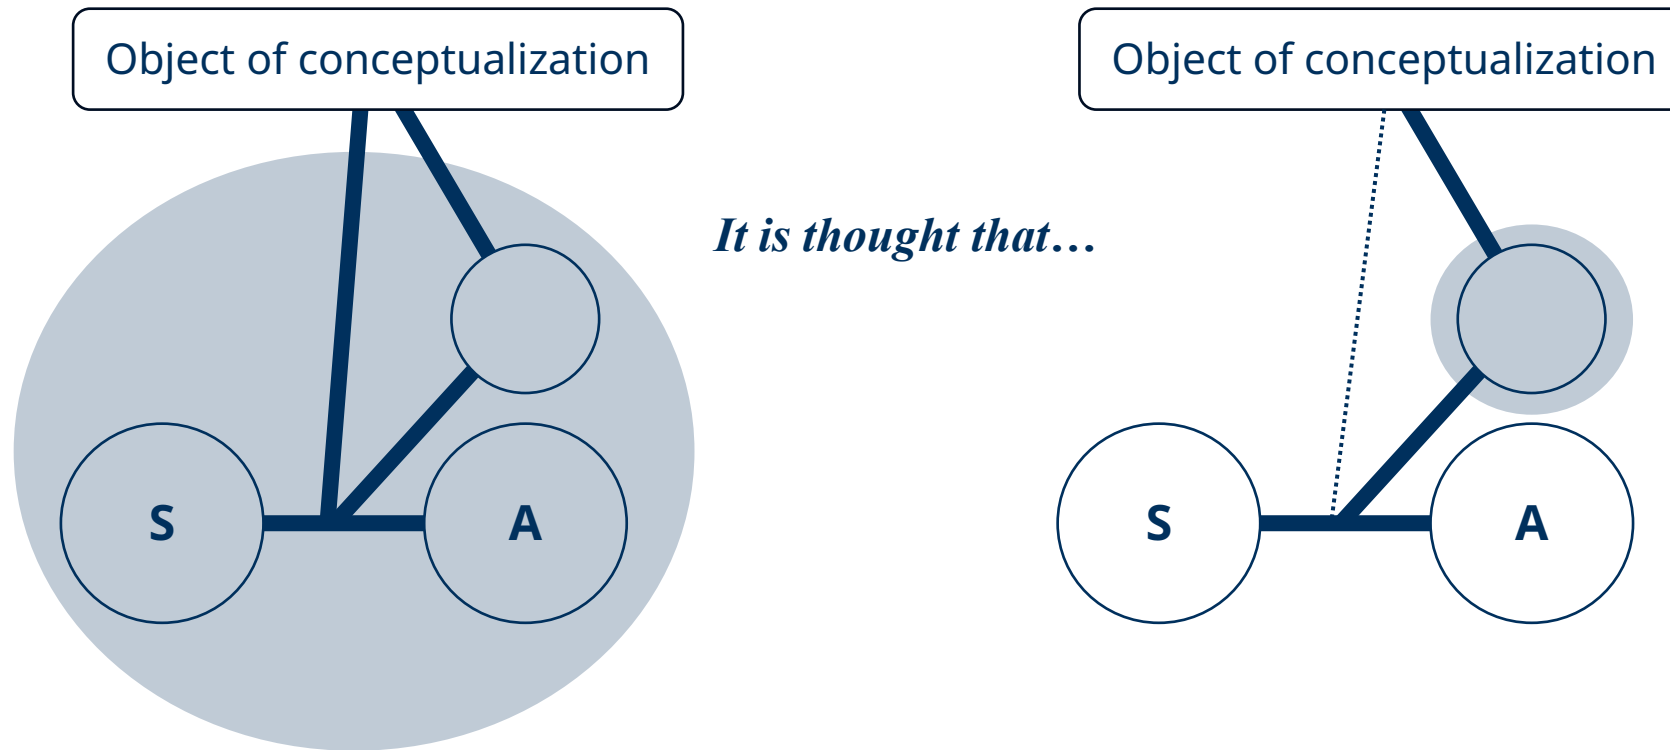 Object of conceptualization
Object of conceptualization
It is thought that…
S
A
S
A